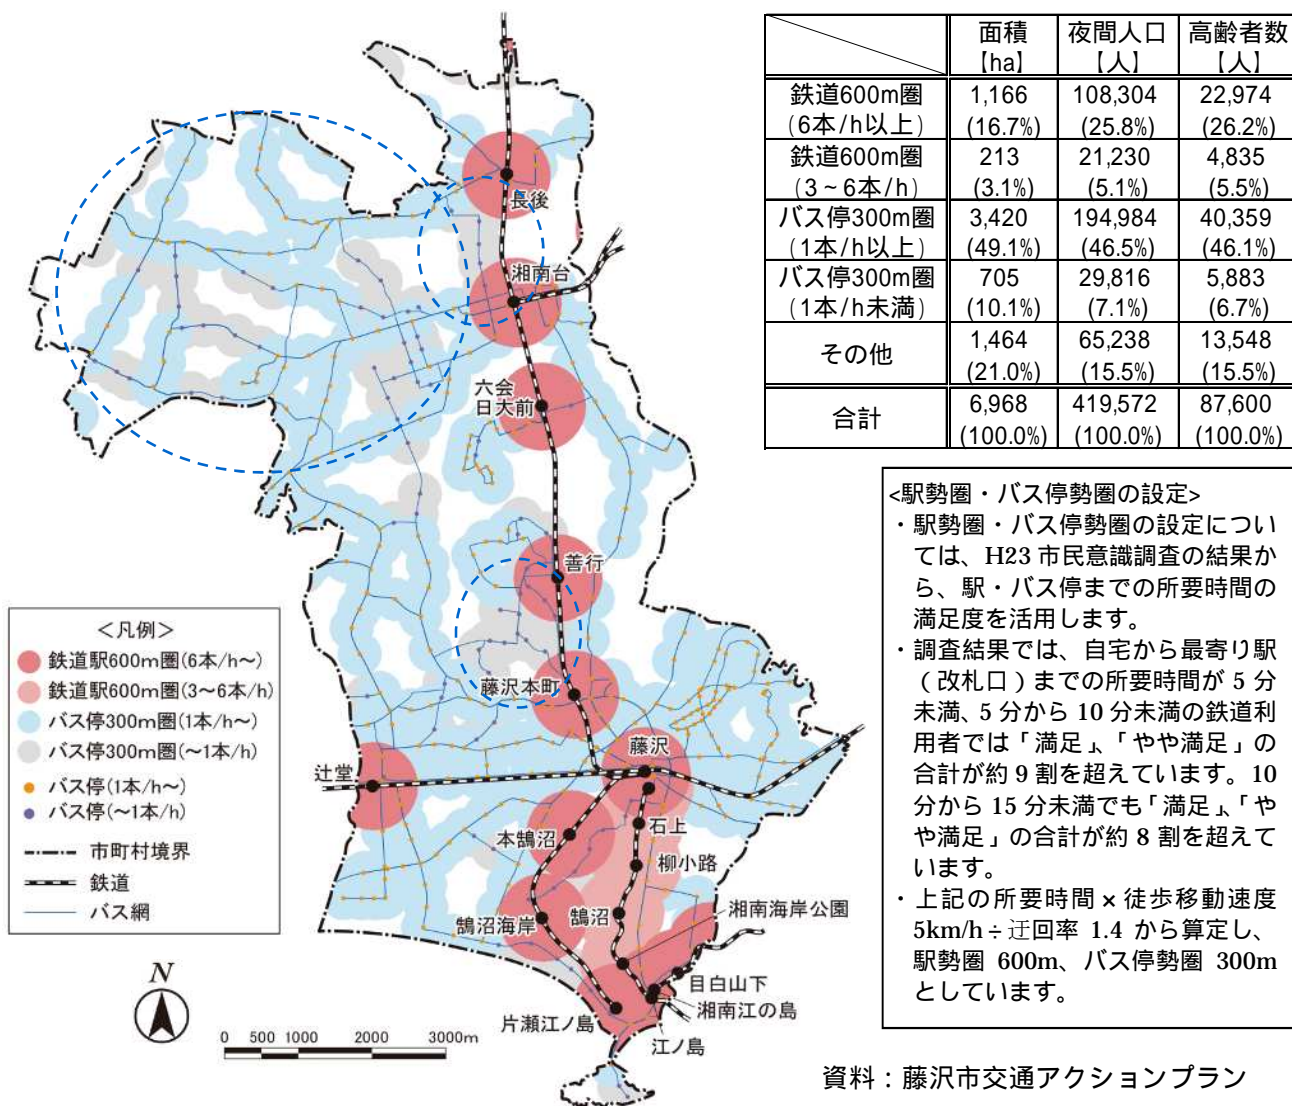 面積 夜間人口 高齢者数
【ha】 【人】 【人】
鉄道600m圏 1,166 108,304 22,974
(6本/h以上) (16.7%) (25.8%) (26.2%)
鉄道600m圏 213 21,230 4,835
(3~6本/h) (3.1%) (5.1%) (5.5%)
バス停300m圏 3,420 194,984 40,359
(1本/h以上) (49.1%) (46.5%) (46.1%)
バス停300m圏 705 29,816 5,883
(1本/h未満) (10.1%) (7.1%) (6.7%)
その他 1,464 65,238 13,548
(21.0%) (15.5%) (15.5%)
合計 6,968 419,572 87,600
(100.0%) (100.0%) (100.0%)
長後
湘南台
六会
日大前
善行
藤沢本町
藤沢
辻堂
本鵠沼
石上
柳小路
鵠沼
鵠沼海岸
湘南海岸公園
目白山下
湘南江の島
江ノ島
片瀬江ノ島
<凡例>
鉄道駅600m圏(6本/h〜)
鉄道駅600m圏(3〜6本/h)
バス停300m圏(1本/h〜)
バス停300m圏(〜1本/h)
バス停(1本/h〜)
バス停(〜1本/h)
市町村境界
鉄道
バス網
N
0 500 1000 2000 3000m
<駅勢圏・バス停勢圏の設定>
・駅勢圏・バス停勢圏の設定につい
ては、H23 市民意識調査の結果か
ら、駅・バス停までの所要時間の
満足度を活用します。
・調査結果では、自宅から最寄り駅
(改札口)までの所要時間が 5 分
未満、5 分から 10 分未満の鉄道利
用者では「満足」、「やや満足」の
合計が約 9 割を超えています。10
分から 15 分未満でも「満足」、「や
や満足」の合計が約 8 割を超えて
います。
・上記の所要時間×徒歩移動速度
5km/h÷迂回率 1.4 から算定し、
駅勢圏 600m、バス停勢圏 300m
としています。
資料:藤沢市交通アクションプラン